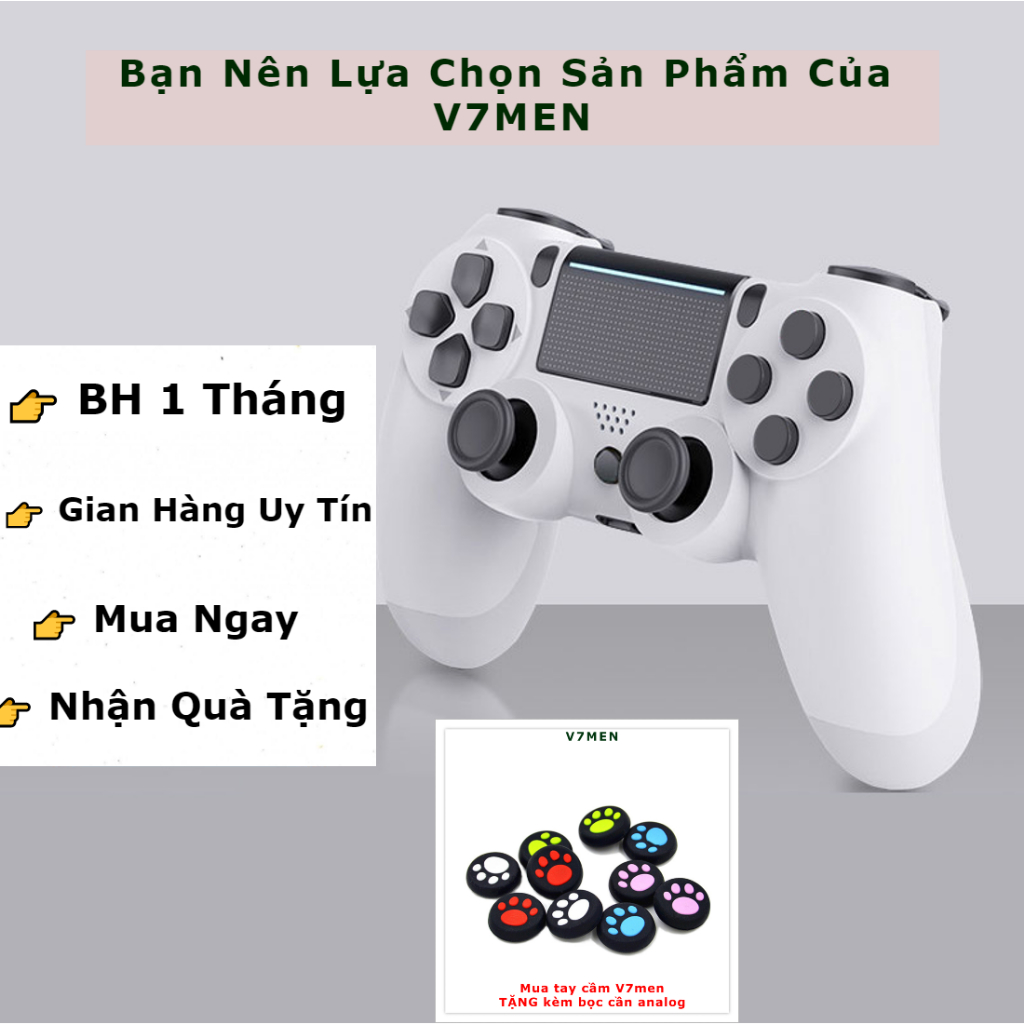 Bạn Nên Lựa Chọn Sản Phẩm Của
V7MEN
BH 1 Tháng
Gian Hàng Uy Tín
Mua Ngay
Nhận Quà Tặng
V7MEN
Mua tay cầm V7men
TẶNG kèm bọc cần analog